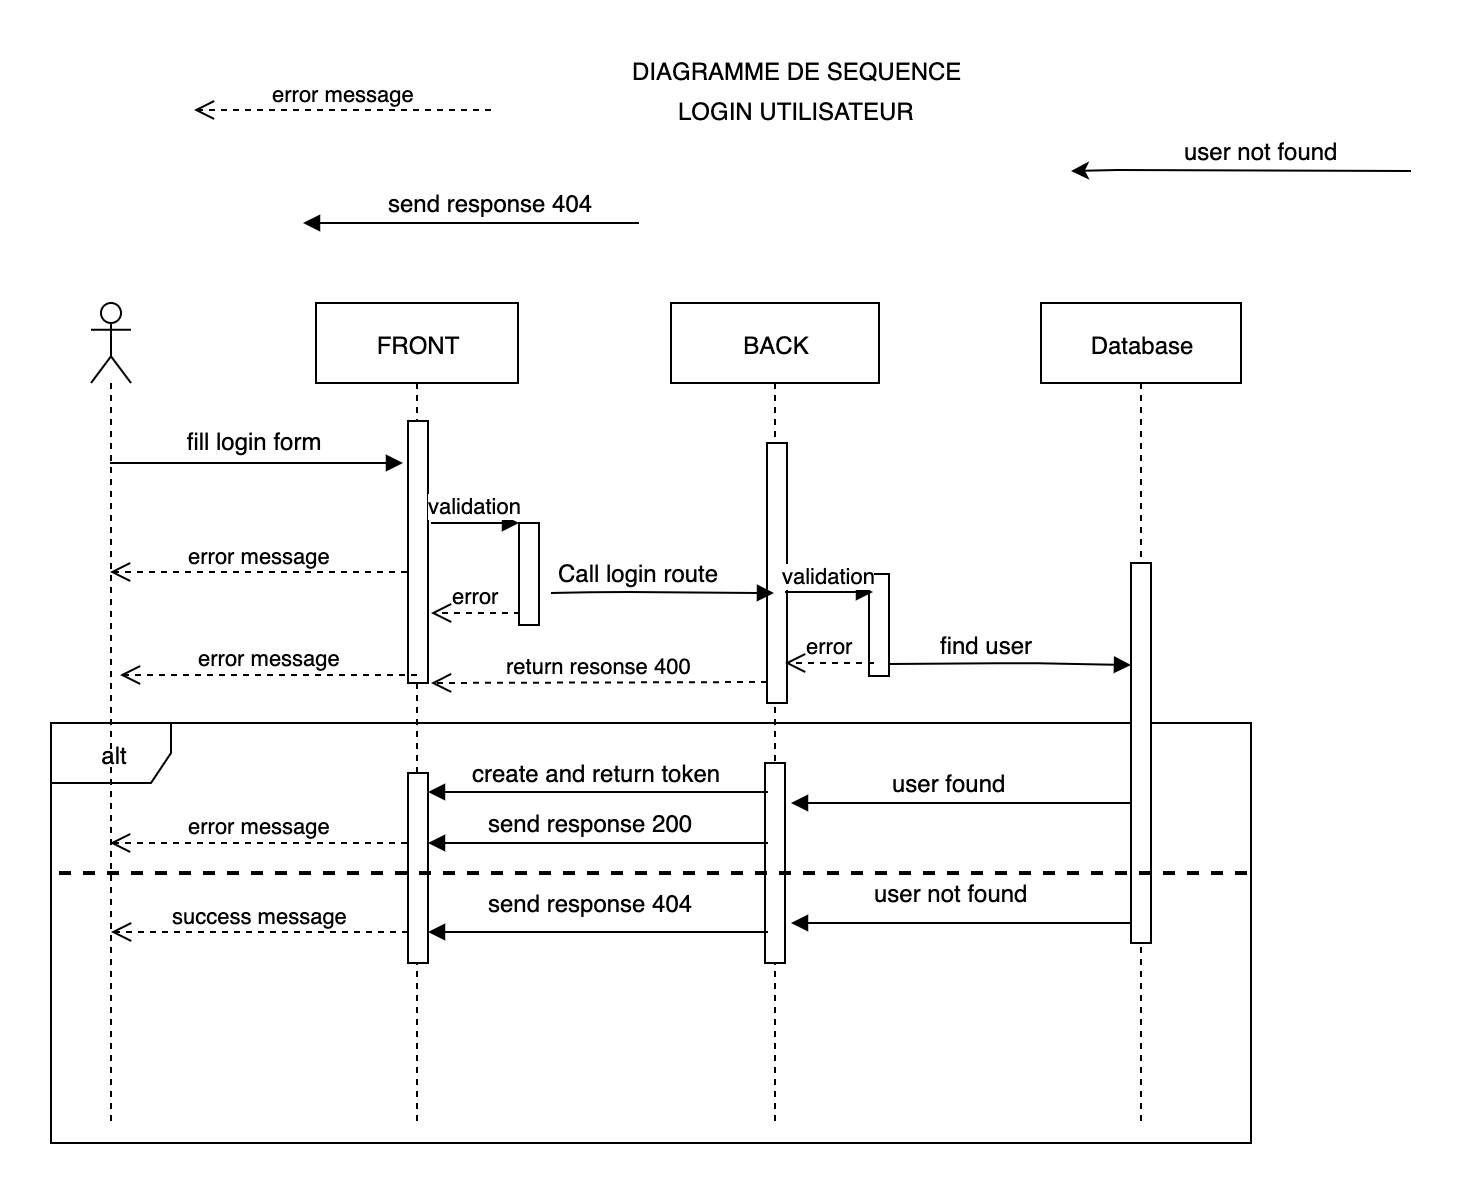 DIAGRAMME DE SEQUENCE
error message
LOGIN UTILISATEUR
user not found
send response 404
FRONT
BACK
Database
fill login form
validation
error message
Call login route
validation
error
error
find user
error message
return resonse 400
alt
create and return token
user found
error message
send response 200
success message
send response 404
user not found